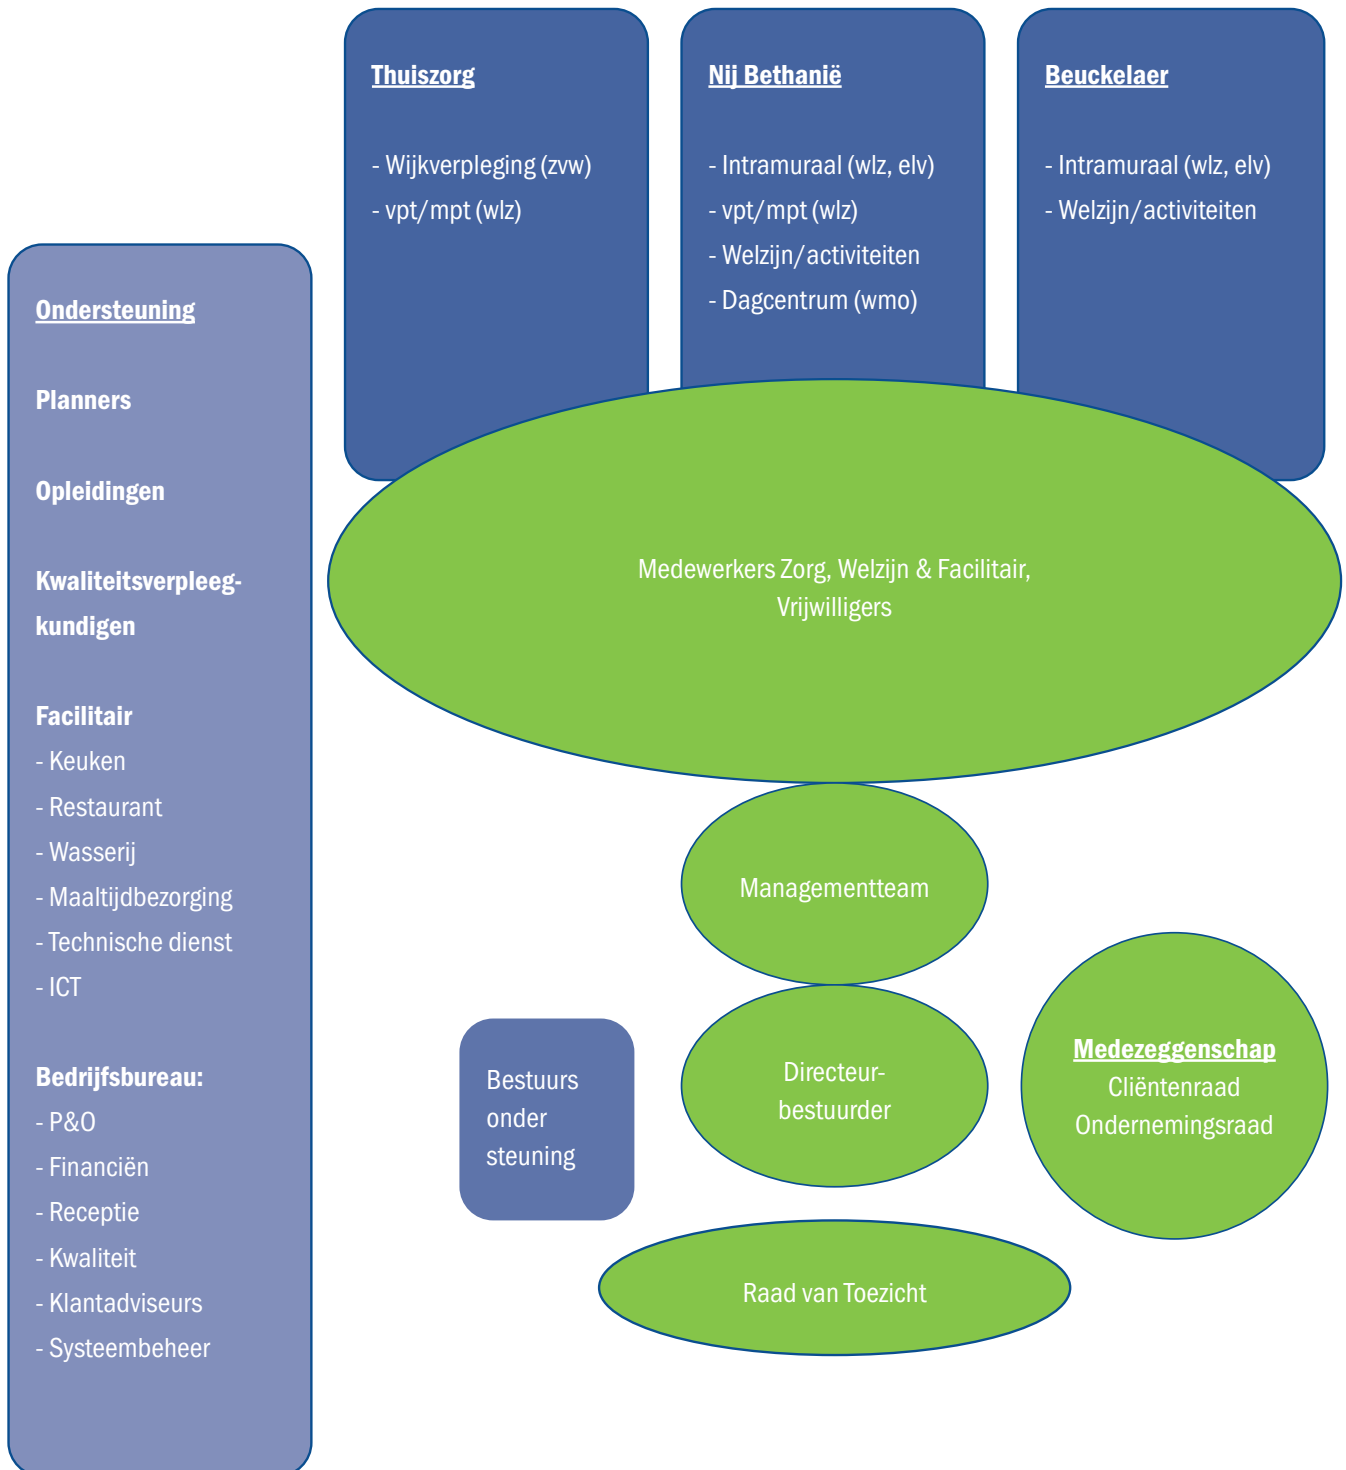 Thuiszorg
- Wijkverpleging (zvw)
- vpt/mpt (wlz)
Nij Bethanië
- Intramuraal (wlz, elv)
- vpt/mpt (wlz)
- Welzijn/activiteiten
- Dagcentrum (wmo)
Beuckelaer
- Intramuraal (wlz, elv)
- Welzijn/activiteiten
Ondersteuning
Planners
Opleidingen
Kwaliteitsverpleeg-
kundigen
Facilitair
- Keuken
- Restaurant
- Wasserij
- Maaltijdbezorging
- Technische dienst
- ICT
Bedrijfsbureau:
- P&O
- Financiën
- Receptie
- Kwaliteit
- Klantadviseurs
- Systeembeheer
Medewerkers Zorg, Welzijn & Facilitair,
Vrijwilligers
Managementteam
Bestuurs
onder
steuning
Directeur-
bestuurder
Medezeggenschap
Cliëntenraad
Ondernemingsraad
Raad van Toezicht